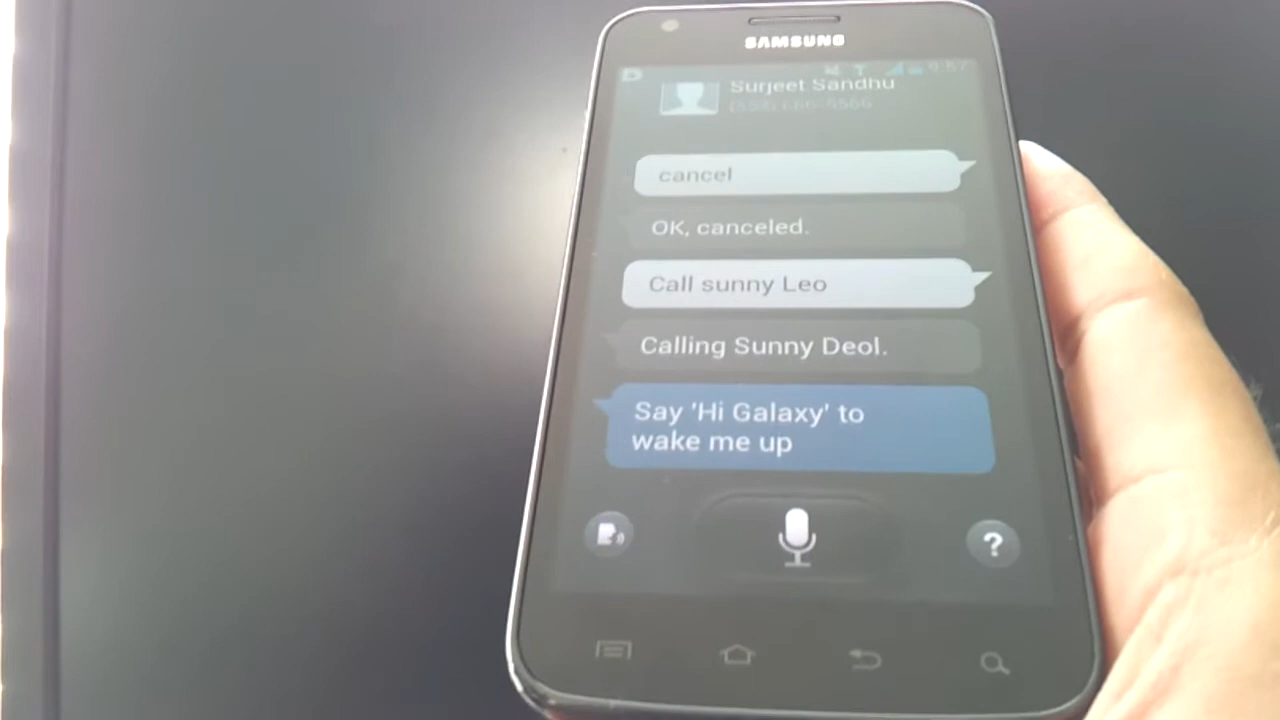 SAMSUNG
Surjeet Sandhu
cancel
OK, canceled.
Call sunny Leo
Calling Sunny Deol.
Say 'Hi Galaxy' to
wake me up
?